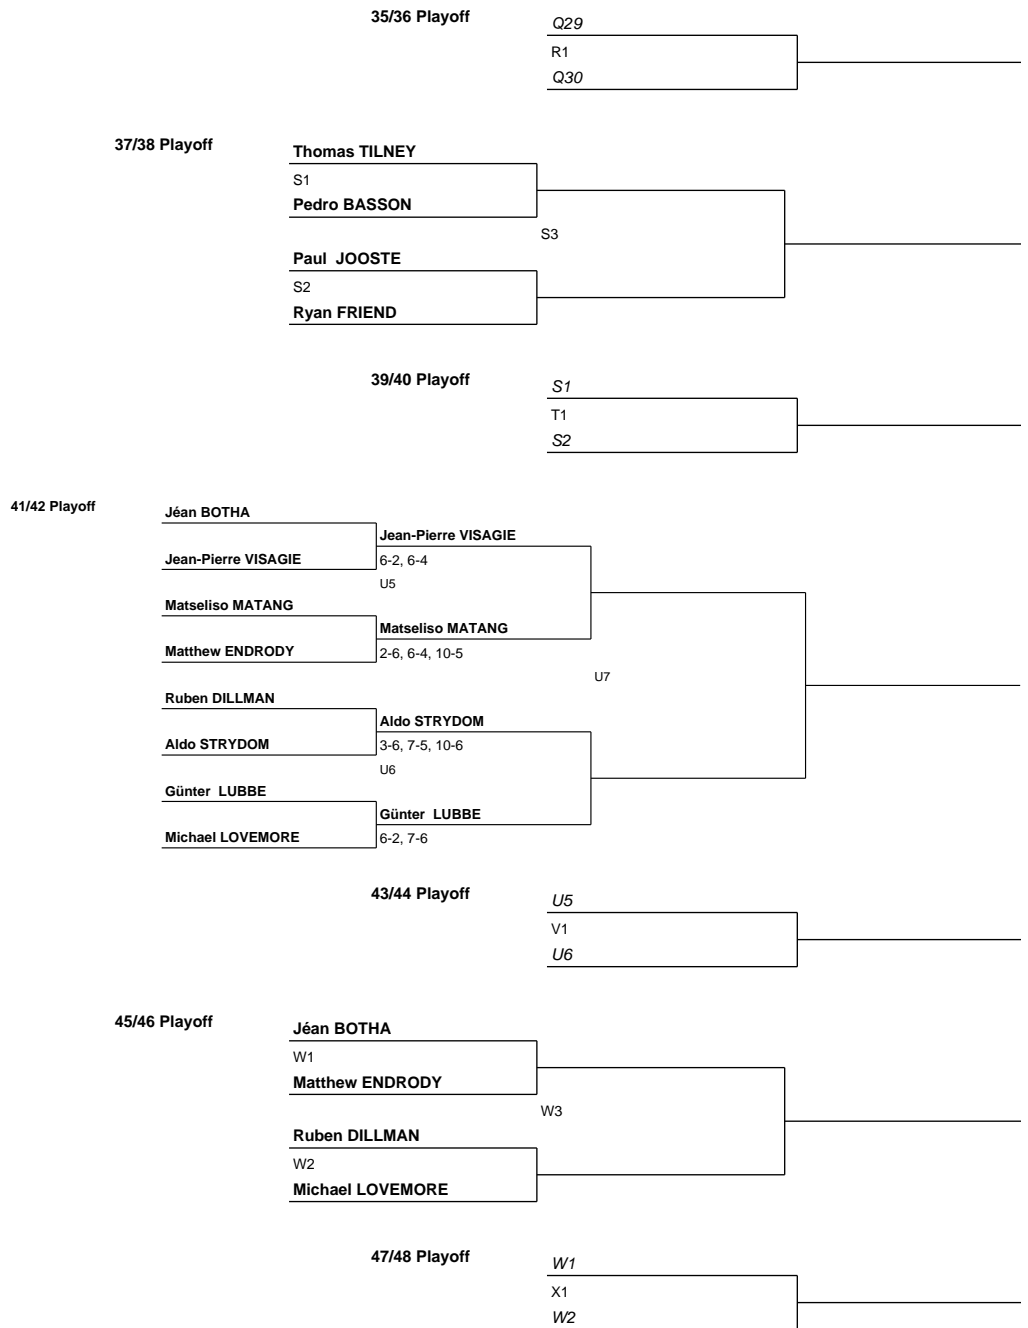 35/36 Playoff
Q29
R1
Q30
37/38 Playoff
Thomas TILNEY
S1
Pedro BASSON
S3
Paul  JOOSTE
S2
Ryan FRIEND
39/40 Playoff
S1
T1
S2
41/42 Playoff
Jéan BOTHA
Jean-Pierre VISAGIE
Jean-Pierre VISAGIE
6-2, 6-4
U5
Matseliso MATANG
Matseliso MATANG
Matthew ENDRODY
2-6, 6-4, 10-5
U7
Ruben DILLMAN
Aldo STRYDOM
Aldo STRYDOM
3-6, 7-5, 10-6
U6
Günter  LUBBE
Günter  LUBBE
Michael LOVEMORE
6-2, 7-6
43/44 Playoff
U5
V1
U6
45/46 Playoff
Jéan BOTHA
W1
Matthew ENDRODY
W3
Ruben DILLMAN
W2
Michael LOVEMORE
47/48 Playoff
W1
X1
W2